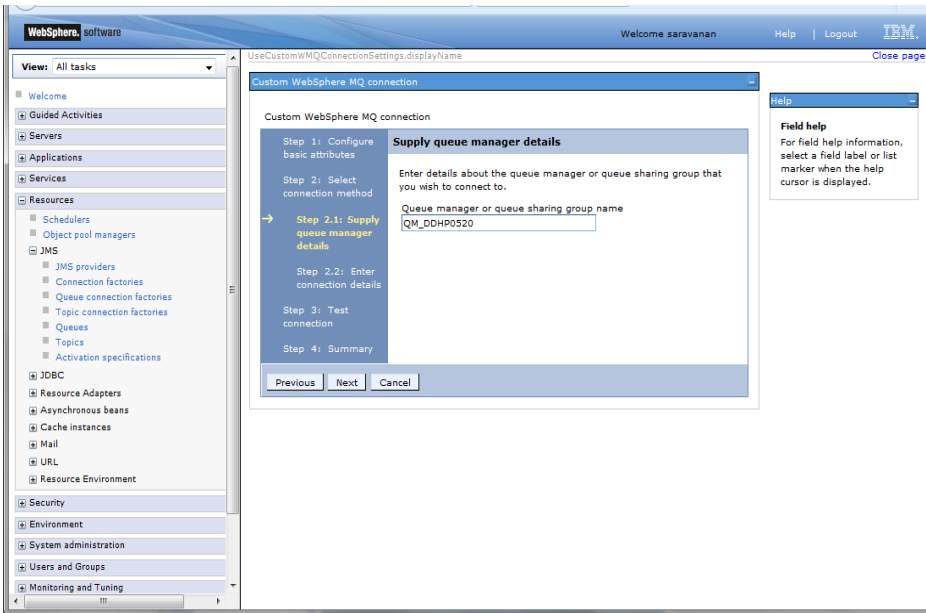 WebSphere. software
Welcome saravanan
Help | Logout
IBM.
View: All tasks
Welcome
Guided Activities
Servers
Applications
Services
Resources
Schedulers
Object pool managers
JMS
JMS providers
Connection factories
Queue connection factories
Topic connection factories
Queues
Topics
Activation specifications
JDBC
Resource Adapters
Asynchronous beans
Cache instances
Mail
URL
Resource Environment
Security
Environment
System administration
Users and Groups
Monitoring and Tuning
UseCustomWMQConnectionSettings.displayName
Close page
Custom WebSphere MQ connection
Custom WebSphere MQ connection
Step 1: Configure
basic attributes
Step 2: Select
connection method
Step 2.1: Supply
queue manager
details
Step 2.2: Enter
connection details
Step 3: Test
connection
Step 4: Summary
Supply queue manager details
Enter details about the queue manager or queue sharing group that
you wish to connect to.
Queue manager or queue sharing group name
QM_DDHP0520
Previous Next Cancel
Help
Field help
For field help information,
select a field label or list
marker when the help
cursor is displayed.